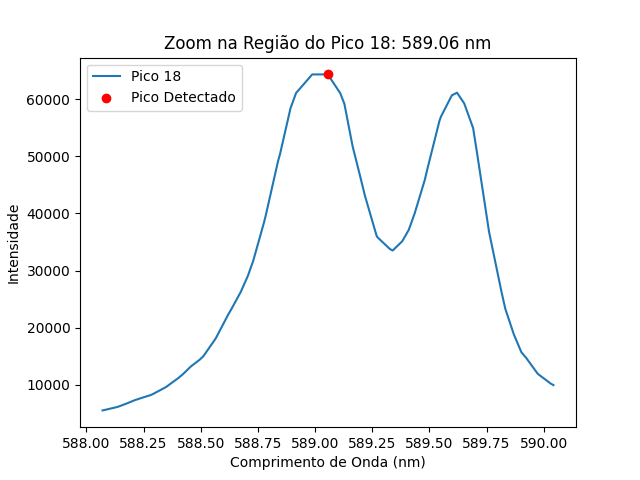 Zoom na Região do Pico 18: 589.06 nm
Pico 18
Pico Detectado
60000
50000
40000
30000
20000
10000
Intensidade
588.00 588.25 588.50 588.75 589.00 589.25 589.50 589.75 590.00
Comprimento de Onda (nm)